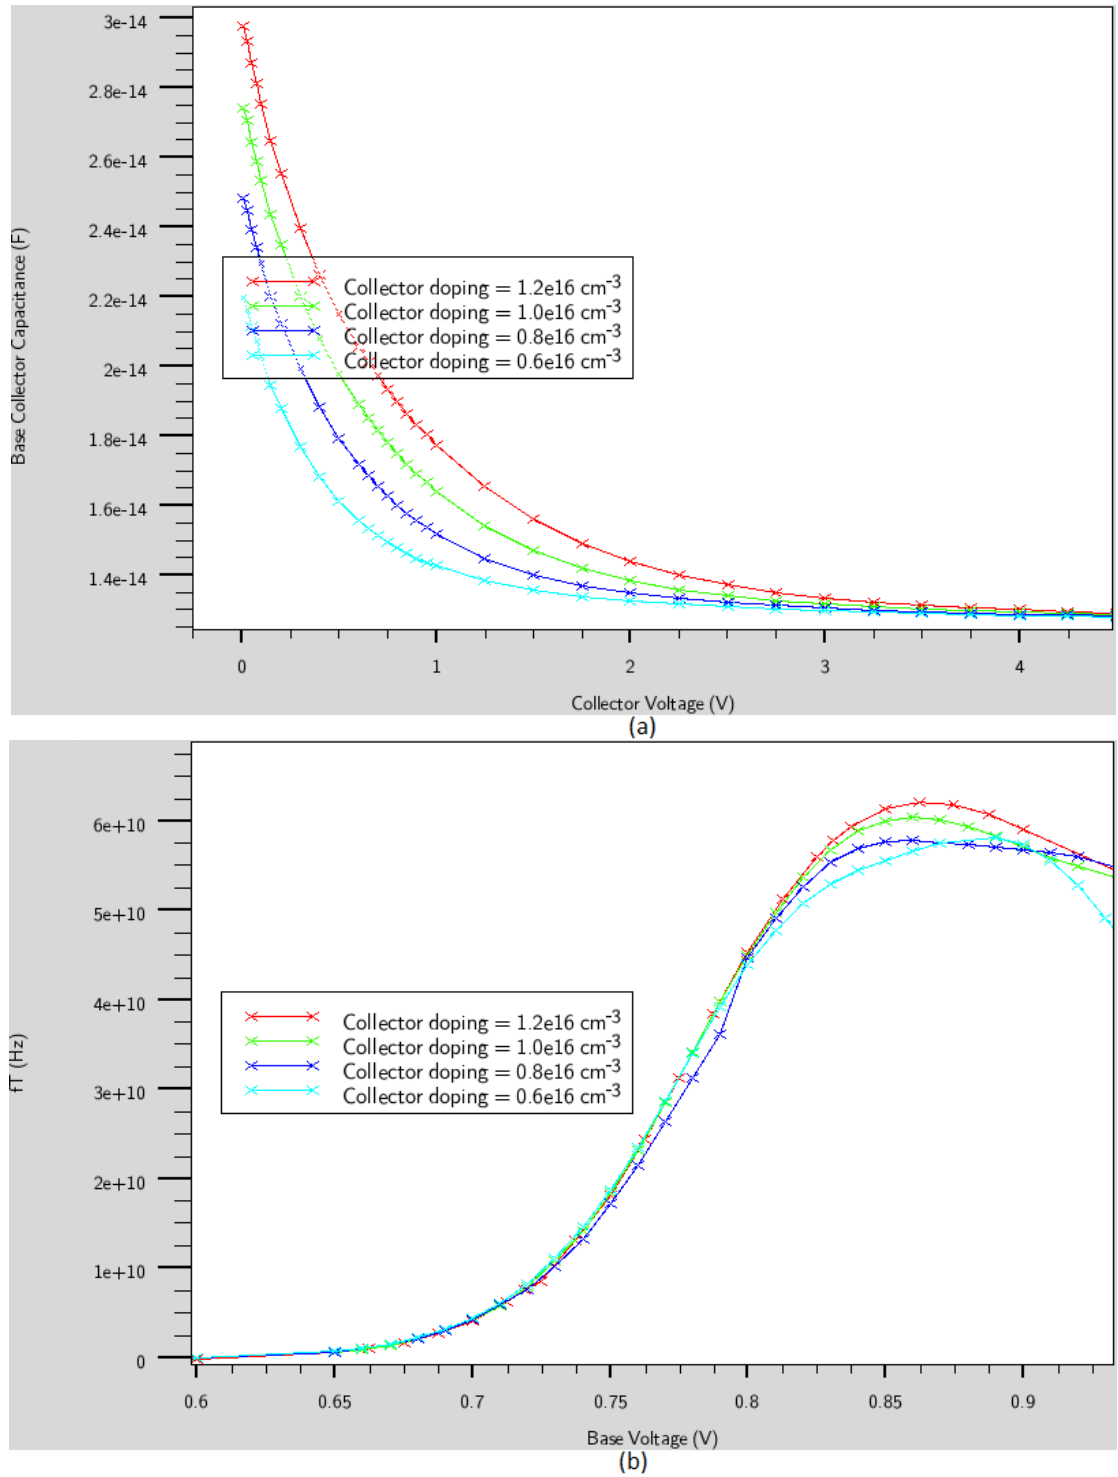 3e-14
2.8e-14
2.6e-14
2.4e-14
2.2e-14
2e-14
1.8e-14
1.6e-14
1.4e-14
Base Collector Capacitance (F)
Collector doping = 1.2e16 cm⁻³
Collector doping = 1.0e16 cm⁻³
Collector doping = 0.8e16 cm⁻³
Collector doping = 0.6e16 cm⁻³
0 1 2 3 4
Collector Voltage (V)
(a)
6e+10
5e+10
4e+10
3e+10
2e+10
1e+10
0
fT (Hz)
Collector doping = 1.2e16 cm⁻³
Collector doping = 1.0e16 cm⁻³
Collector doping = 0.8e16 cm⁻³
Collector doping = 0.6e16 cm⁻³
0.6 0.65 0.7 0.75 0.8 0.85 0.9
Base Voltage (V)
(b)